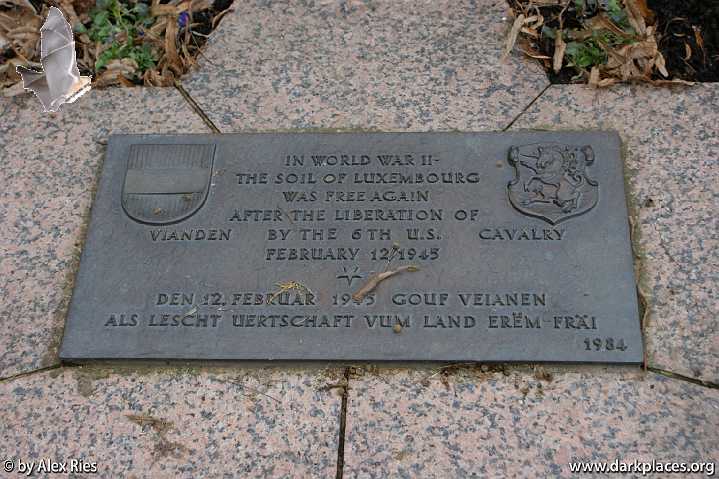 IN WORLD WAR II-
THE SOIL OF LUXEMBOURG
WAS FREE AGAIN
AFTER THE LIBERATION OF
VIANDEN BY THE 6TH U.S. CAVALRY
FEBRUARY 12/1945
DEN 12. FEBRUAR 1945 GOUF VEIANEN
ALS LESCHT UERTSCHAFT VUM LAND ERËM-FRÄI
1984
© by Alex Ries
www.darkplaces.org